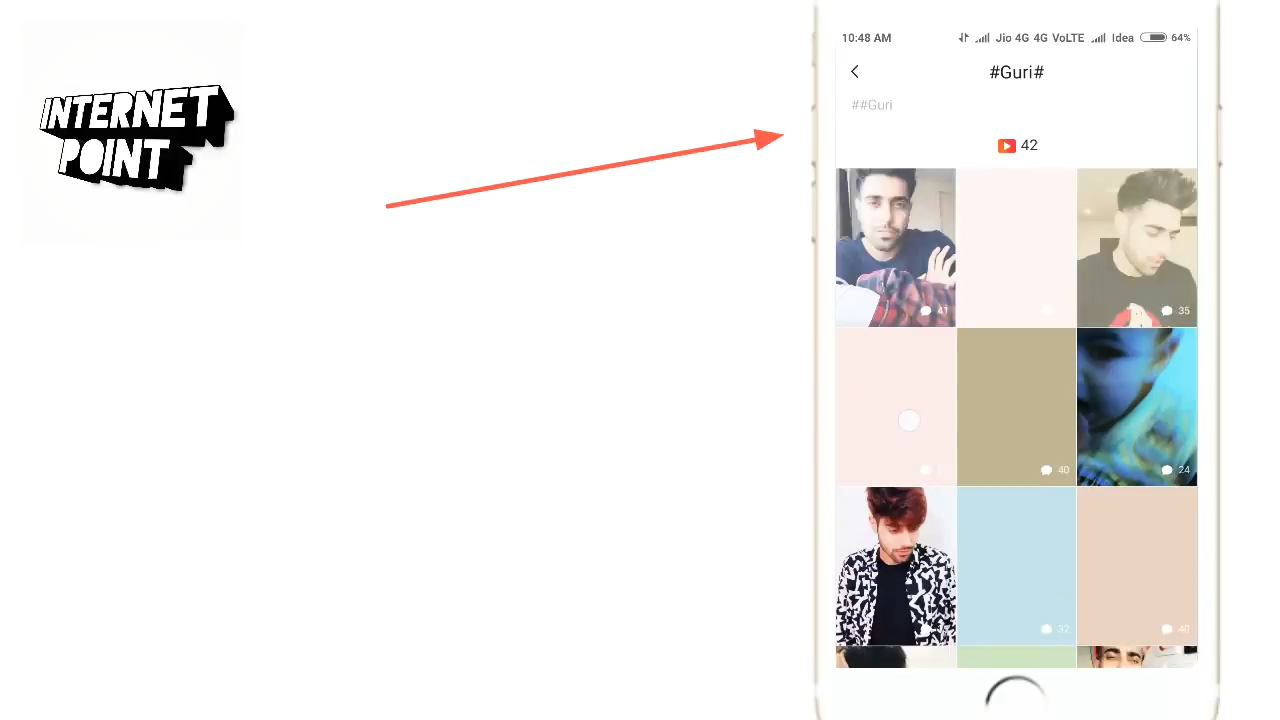 INTERNET
POINT
10:48 AM
Jio 4G 4G VoLTE
Idea
64%
#Guri#
##Guri
42
41
35
40
24
32
40